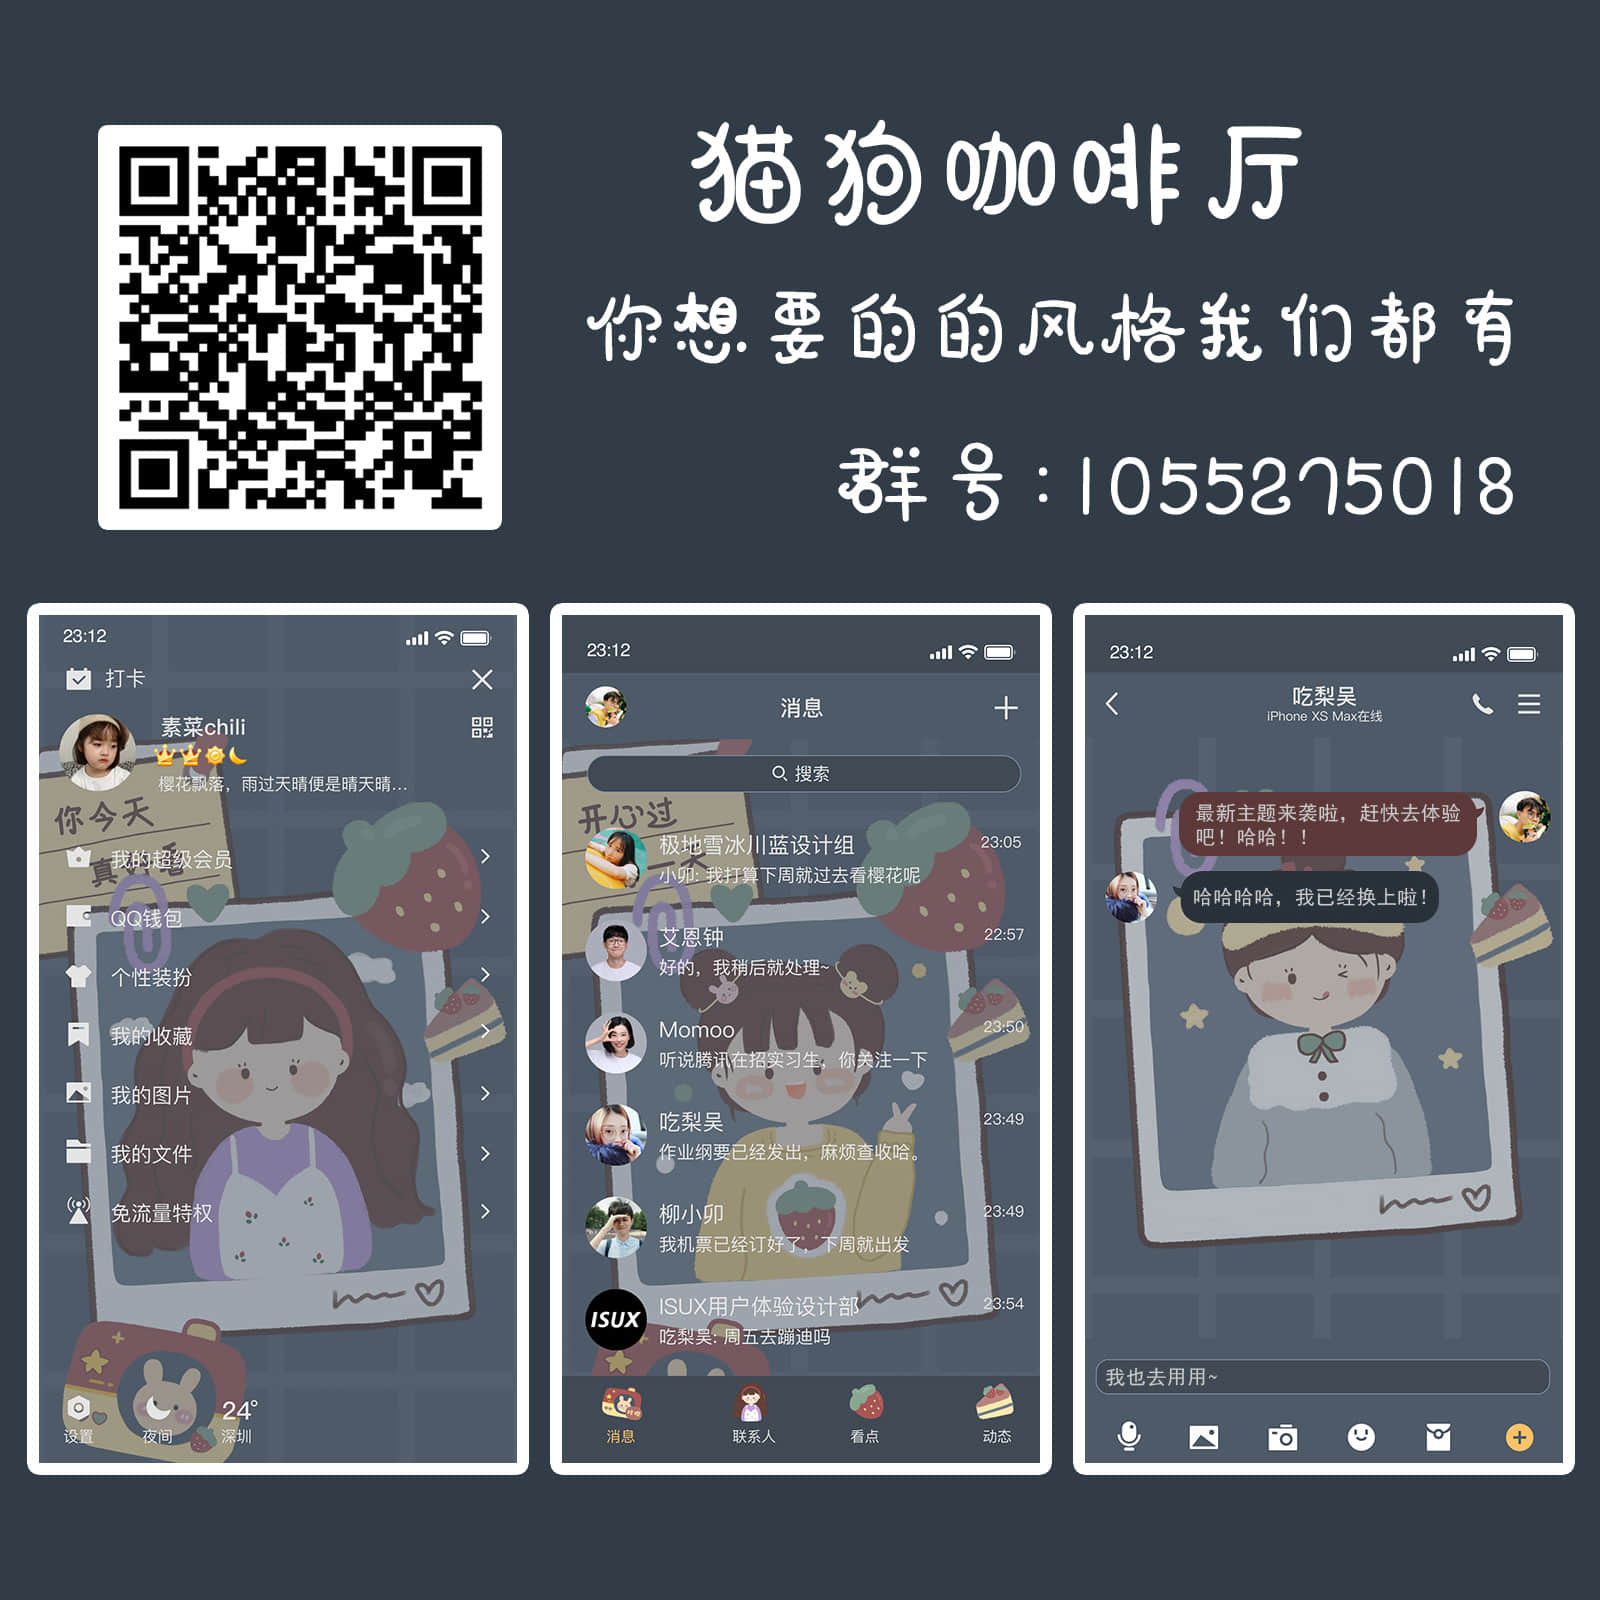 猫狗咖啡厅
你想要的的风格我们都有
群号:1055275018
23:12
打卡
素菜chili
樱花飘落，雨过天晴便是晴天晴...
你今天
我的超级会员
QQ钱包
个性装扮
我的收藏
我的图片
我的文件
免流量特权
24°
设置
夜间
深圳
23:12
消息
搜索
开心过
极地雪冰川蓝设计组
23:05
小卯: 我打算下周就过去看樱花呢
艾恩钟
22:57
好的，我稍后就处理~
Momoo
23:50
听说腾讯在招实习生，你关注一下
吃梨吴
23:49
作业纲要已经发出，麻烦查收哈。
柳小卯
23:49
我机票已经订好了，下周就出发
ISUX
ISUX用户体验设计部
23:54
吃梨吴: 周五去蹦迪吗
消息
联系人
看点
动态
23:12
吃梨吴
iPhone XS Max在线
最新主题来袭啦，赶快去体验
吧！哈哈！！
哈哈哈哈，我已经换上啦！
我也去用用~